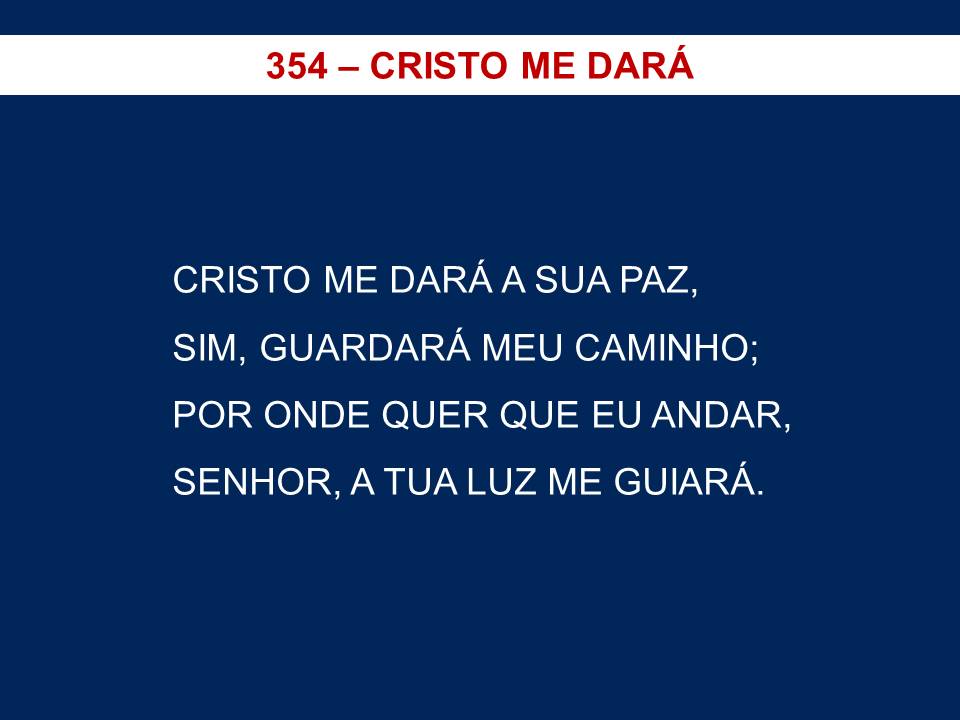 354 – CRISTO ME DARÁ
CRISTO ME DARÁ A SUA PAZ,
SIM, GUARDARÁ MEU CAMINHO;
POR ONDE QUER QUE EU ANDAR,
SENHOR, A TUA LUZ ME GUIARÁ.